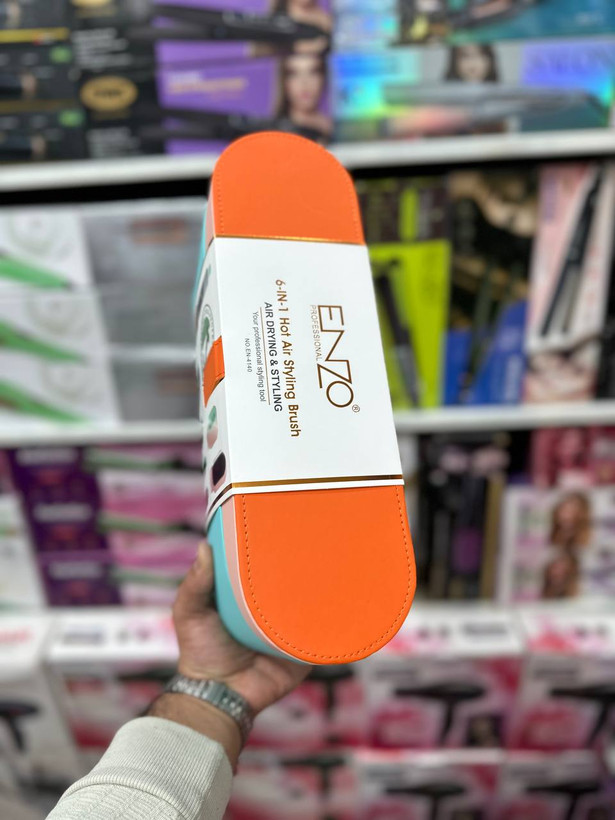 ENZO®
PROFESSIONAL
6-IN-1 Hot Air Styling Brush
AIR DRYING & STYLING
Your professional styling tool
NO.EN-4140